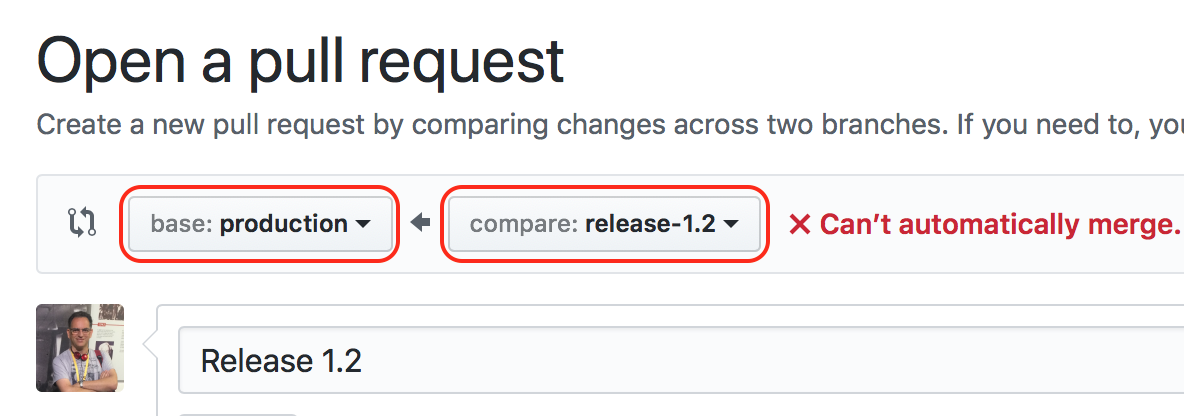 Open a pull request
Create a new pull request by comparing changes across two branches. If you need to,
base: production compare: release-1.2 Can’t automatically merge.
Release 1.2